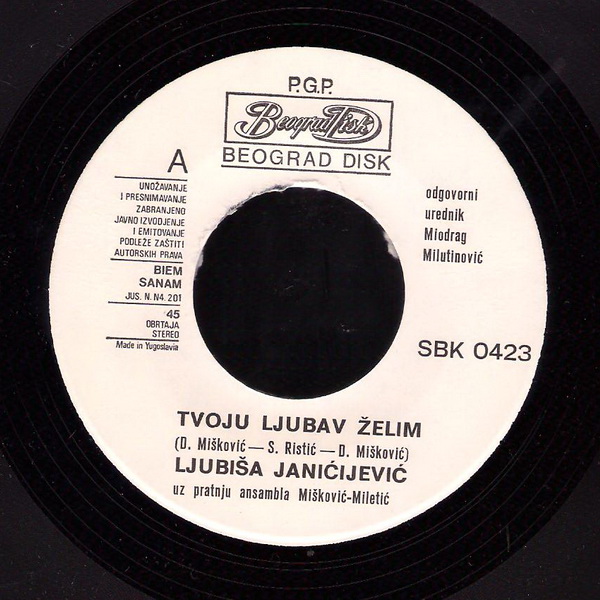 P.G.P.
Beograd Disk
BEOGRAD DISK
A
UNOŽAVANJE
I PRESNIMAVANJE
ZABRANJENO
JAVNO IZVODJENJE
I EMITOVANJE
PODLEŽE ZAŠTITI
AUTORSKIH PRAVA
BIEM
SANAM
JUS. N. N4. 201
45
OBRTAJA
STEREO
Made in Yugoslavia
odgovorni
urednik
Miodrag
Milutinović
SBK 0423
TVOJU LJUBAV ŽELIM
(D. Mišković — S. Ristić — D. Mišković)
LJUBIŠA JANIĆIJEVIĆ
uz pratnju ansambla Mišković-Miletić